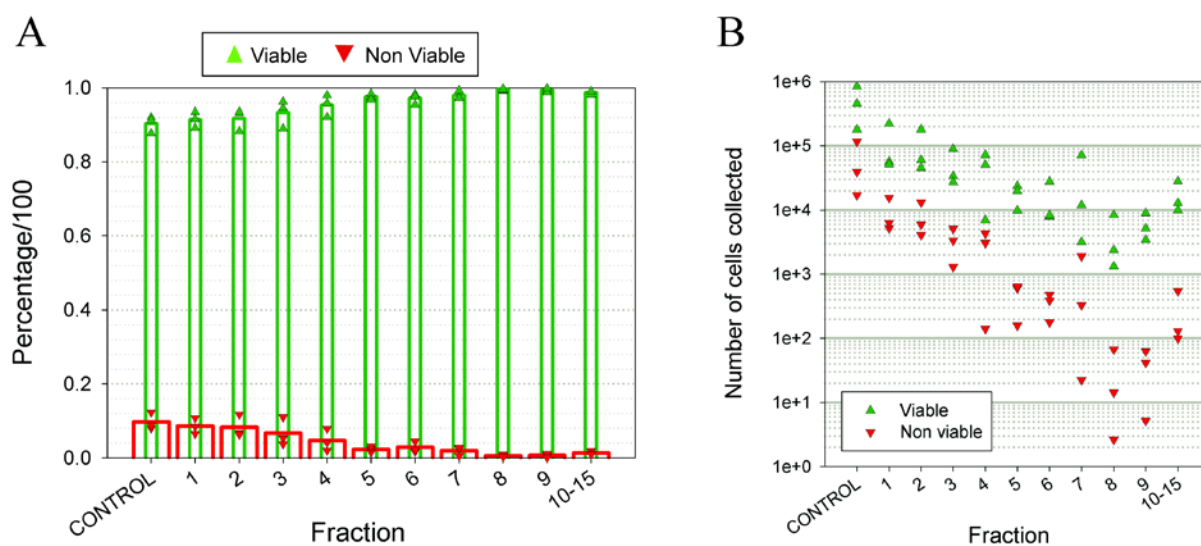 A
Viable Non Viable
Percentage/100
1.0
0.8
0.6
0.4
0.2
0.0
CONTROL 1 2 3 4 5 6 7 8 9 10-15
Fraction
B
Number of cells collected
1e+6
1e+5
1e+4
1e+3
1e+2
1e+1
1e+0
Viable
Non viable
CONTROL 1 2 3 4 5 6 7 8 9 10-15
Fraction